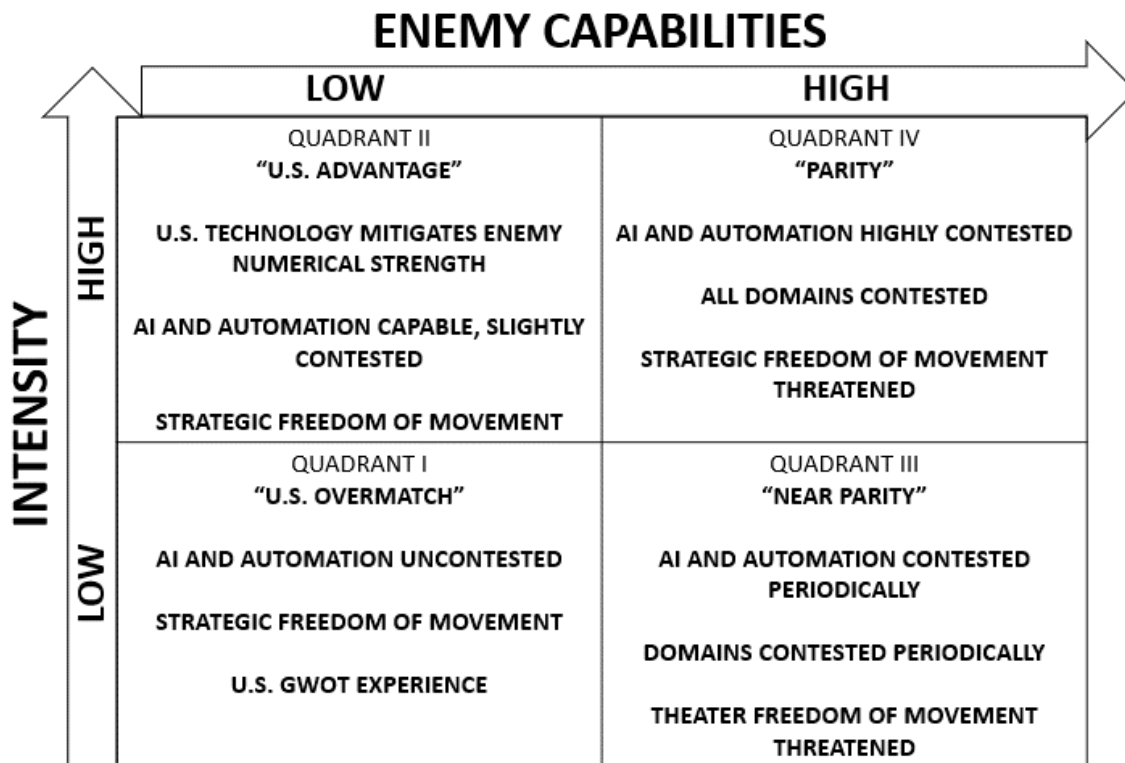 ENEMY CAPABILITIES
LOW
HIGH
INTENSITY
HIGH
QUADRANT II
“U.S. ADVANTAGE”
U.S. TECHNOLOGY MITIGATES ENEMY
NUMERICAL STRENGTH
AI AND AUTOMATION CAPABLE, SLIGHTLY
CONTESTED
STRATEGIC FREEDOM OF MOVEMENT
QUADRANT IV
“PARITY”
AI AND AUTOMATION HIGHLY CONTESTED
ALL DOMAINS CONTESTED
STRATEGIC FREEDOM OF MOVEMENT
THREATENED
LOW
QUADRANT I
“U.S. OVERMATCH”
AI AND AUTOMATION UNCONTESTED
STRATEGIC FREEDOM OF MOVEMENT
U.S. GWOT EXPERIENCE
QUADRANT III
“NEAR PARITY”
AI AND AUTOMATION CONTESTED
PERIODICALLY
DOMAINS CONTESTED PERIODICALLY
THEATER FREEDOM OF MOVEMENT
THREATENED